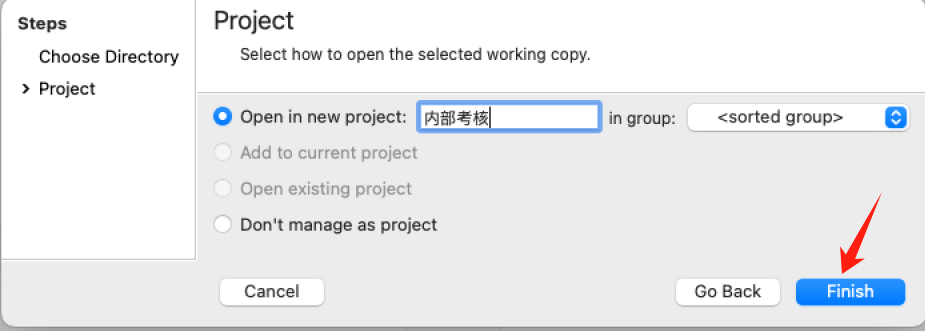 Steps
Choose Directory
Project
Project
Select how to open the selected working copy.
Open in new project: 内部考核 in group: <sorted group>
Add to current project
Open existing project
Don't manage as project
Cancel Go Back Finish